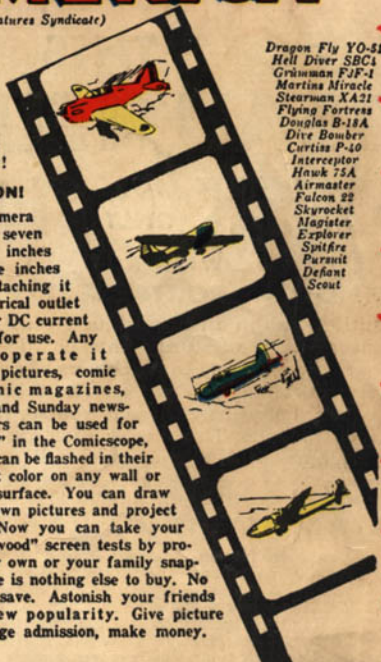 (atures Syndicate)
Dragon Fly YO-51
Hell Diver SBC4
Grumman FJF-1
Martins Miracle
Stearman XA21
Flying Fortress
Douglas B-18A
Dive Bomber
Curtiss P-40
Interceptor
Hawk 75A
Airmaster
Falcon 22
Skyrocket
Magister
Explorer
Spitfire
Pursuit
Defiant
Scout
!
ON!
mera
seven
inches
e inches
taching it
rical outlet
DC current
for use. Any
operate it
pictures, comic
nic magazines,
and Sunday news-
rs can be used for
" in the Comicscope,
can be flashed in their
color on any wall or
surface. You can draw
own pictures and project
Now you can take your
wood" screen tests by pro-
own or your family snap-
e is nothing else to buy. No
save. Astonish your friends
ew popularity. Give picture
ge admission, make money.